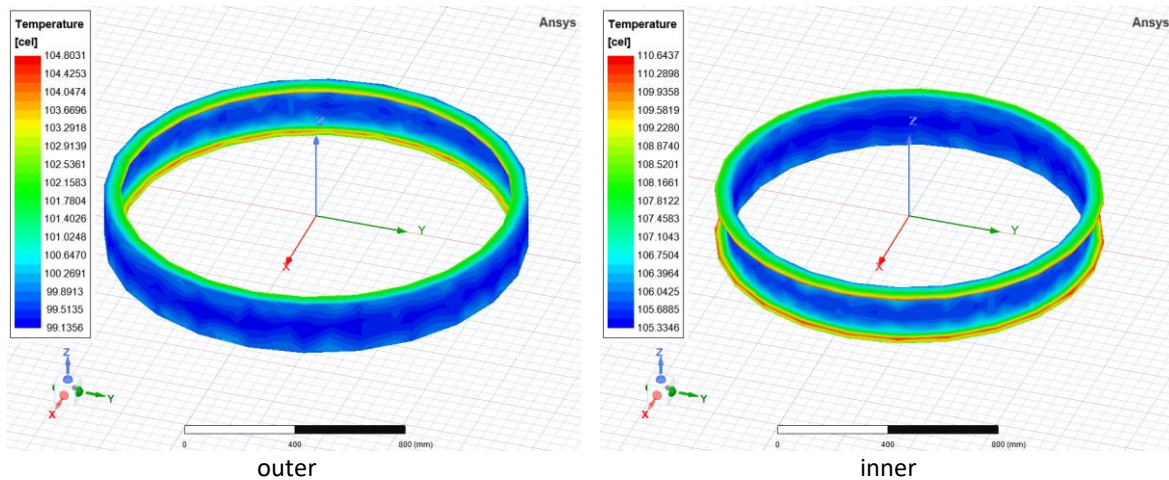 Temperature
[cel]
104.8031
104.4253
104.0474
103.6696
103.2918
102.9139
102.5361
102.1583
101.7804
101.4026
101.0248
100.6470
100.2691
99.8913
99.5135
99.1356
Ansys
Z
Y
X
Z
Y
X
0
400
800 (mm)
outer
Temperature
[cel]
110.6437
110.2898
109.9358
109.5819
109.2280
108.8740
108.5201
108.1661
107.8122
107.4583
107.1043
106.7504
106.3964
106.0425
105.6885
105.3346
Ansys
Z
Y
X
Z
Y
X
0
400
800 (mm)
inner